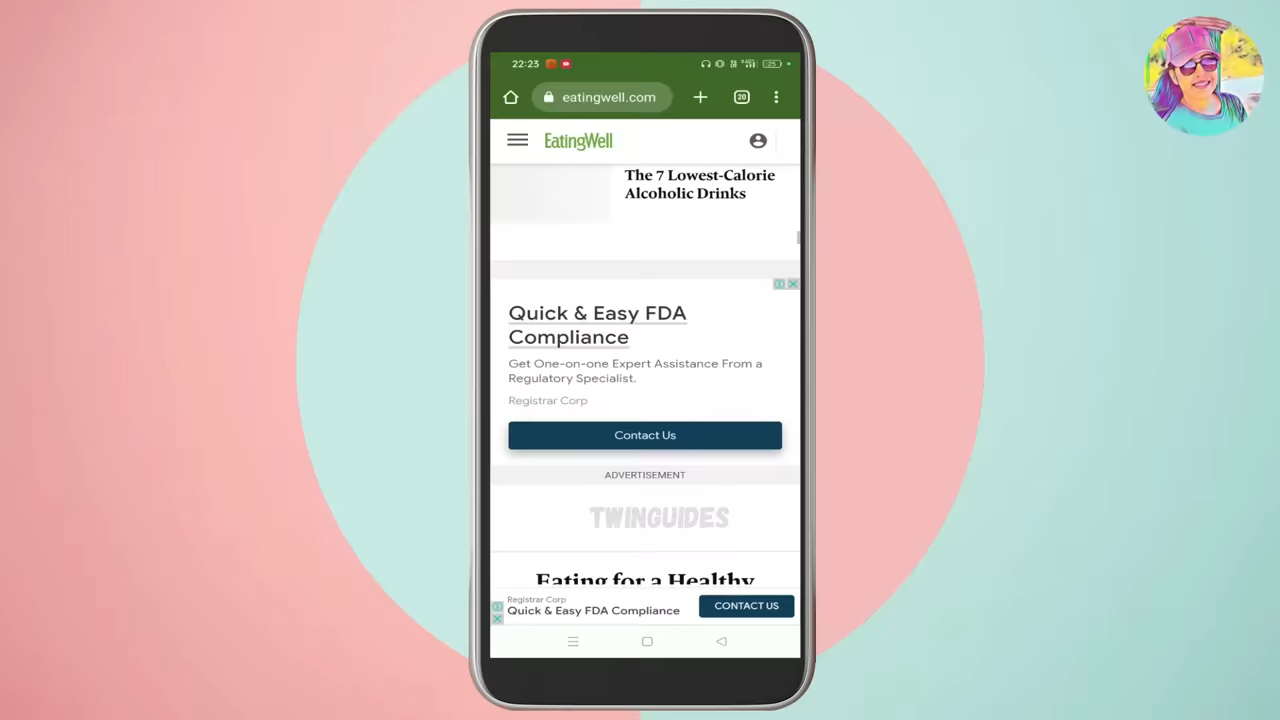 22:23
eatingwell.com
20
EatingWell
The 7 Lowest-Calorie
Alcoholic Drinks
Quick & Easy FDA
Compliance
Get One-on-one Expert Assistance From a
Regulatory Specialist.
Registrar Corp
Contact Us
ADVERTISEMENT
TWINGUIDES
Eating for a Healthy
Registrar Corp
Quick & Easy FDA Compliance
CONTACT US